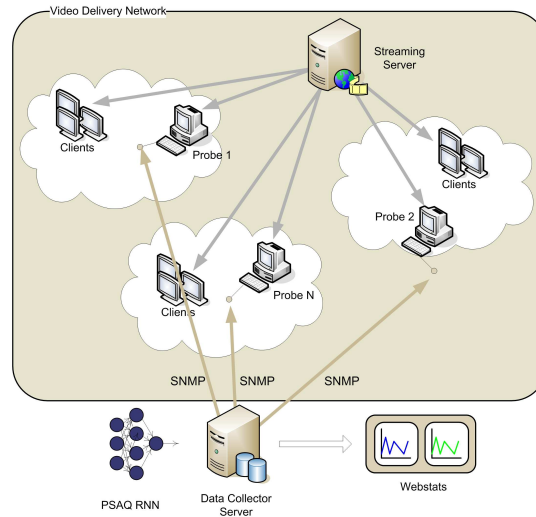 Video Delivery Network
Streaming
Server
Clients
Probe 1
Clients
Probe 2
Clients
Probe N
SNMP
SNMP
SNMP
PSAQ RNN
Data Collector
Server
Webstats